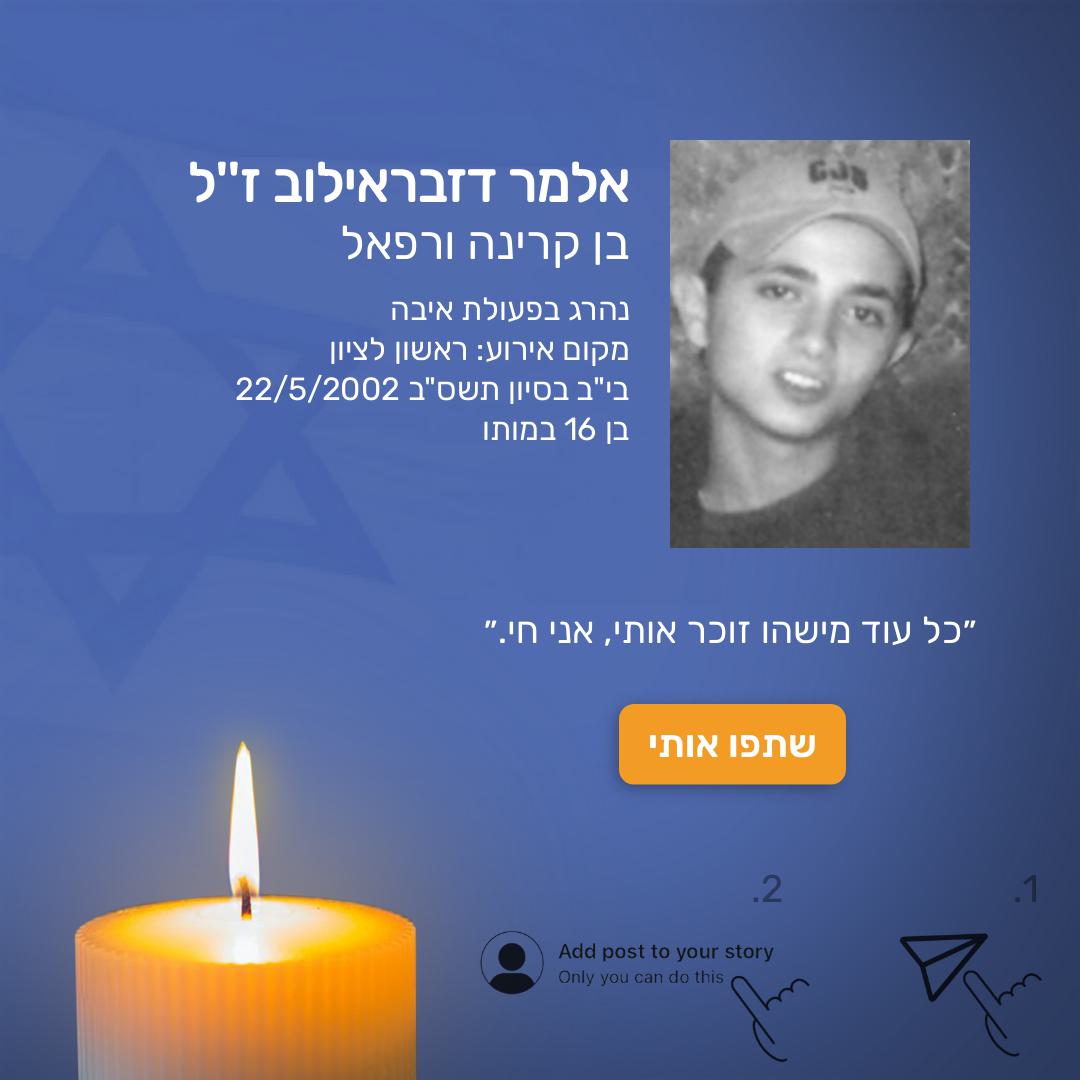 אלמר דזבראילוב ז"ל
בן קרינה ורפאל
נהרג בפעולת איבה
מקום אירוע: ראשון לציון
בי"ב בסיון תשס"ב 22/5/2002
בן 16 במותו
״כל עוד מישהו זוכר אותי, אני חי.״
שתפו אותי
1.
2.
Add post to your story
Only you can do this